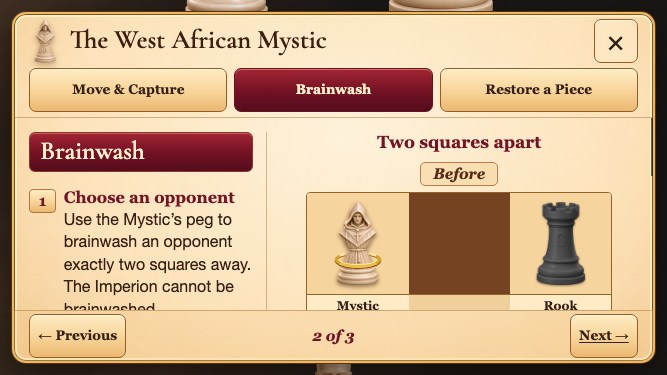 The West African Mystic
×
Move & Capture
Brainwash
Restore a Piece
Brainwash
1
Choose an opponent
Use the Mystic's peg to
brainwash an opponent
exactly two squares away.
The Imperion cannot be
brainwashed
Two squares apart
Before
Mystic
Rook
← Previous
2 of 3
Next →